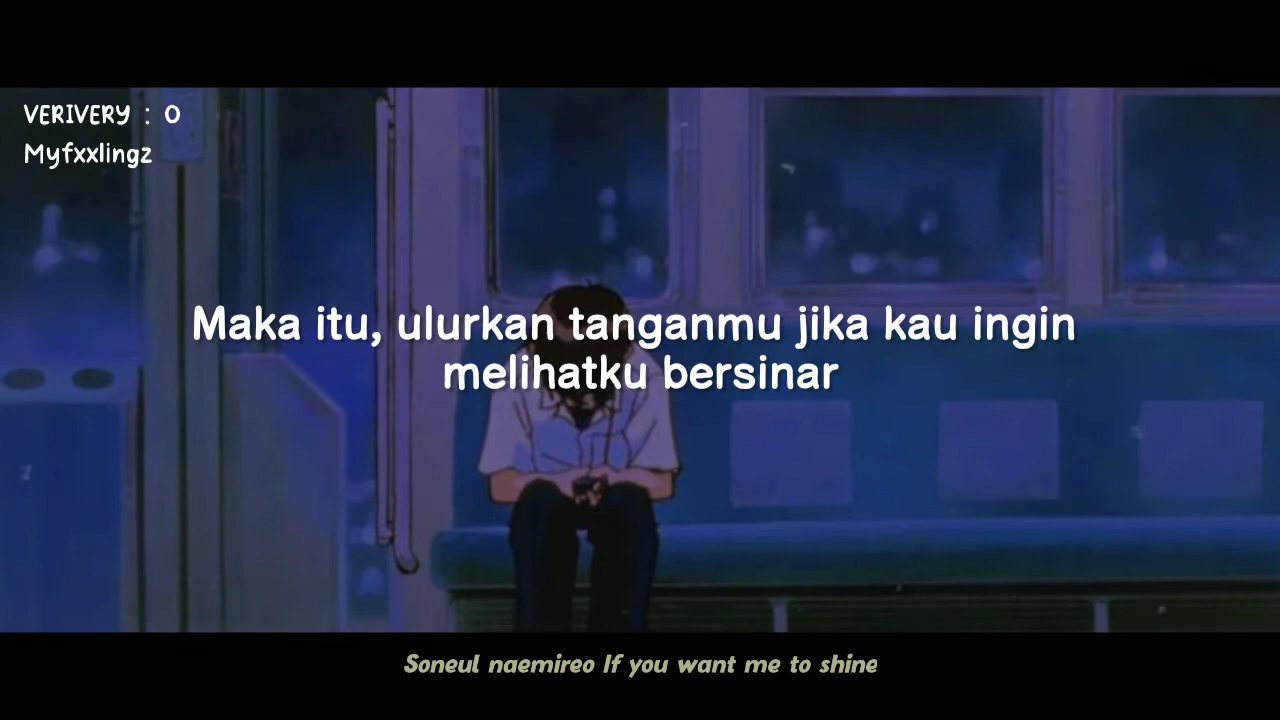 VERIVERY : O
Myfxxlingz
Maka itu, ulurkan tanganmu jika kau ingin
melihatku bersinar
Soneul naemireo If you want me to shine